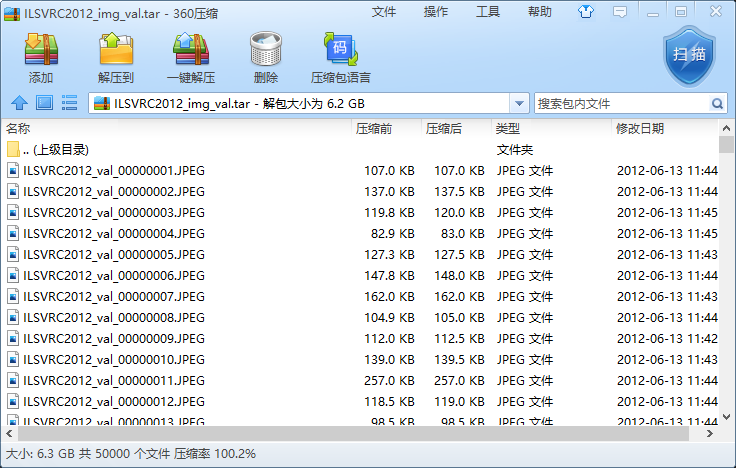 ILSVRC2012_img_val.tar - 360压缩 文件 操作 工具 帮助
添加 解压到 一键解压 删除 压缩包语言 扫描
码
ILSVRC2012_img_val.tar - 解包大小为 6.2 GB 搜索包内文件
名称 压缩前 压缩后 类型 修改日期
.. (上级目录) 文件夹
ILSVRC2012_val_00000001.JPEG 107.0 KB 107.0 KB JPEG 文件 2012-06-13 11:44
ILSVRC2012_val_00000002.JPEG 137.0 KB 137.5 KB JPEG 文件 2012-06-13 11:44
ILSVRC2012_val_00000003.JPEG 119.8 KB 120.0 KB JPEG 文件 2012-06-13 11:45
ILSVRC2012_val_00000004.JPEG 82.9 KB 83.0 KB JPEG 文件 2012-06-13 11:45
ILSVRC2012_val_00000005.JPEG 127.3 KB 127.5 KB JPEG 文件 2012-06-13 11:43
ILSVRC2012_val_00000006.JPEG 147.8 KB 148.0 KB JPEG 文件 2012-06-13 11:44
ILSVRC2012_val_00000007.JPEG 162.0 KB 162.0 KB JPEG 文件 2012-06-13 11:43
ILSVRC2012_val_00000008.JPEG 104.9 KB 105.0 KB JPEG 文件 2012-06-13 11:44
ILSVRC2012_val_00000009.JPEG 112.0 KB 112.5 KB JPEG 文件 2012-06-13 11:42
ILSVRC2012_val_00000010.JPEG 139.0 KB 139.5 KB JPEG 文件 2012-06-13 11:43
ILSVRC2012_val_00000011.JPEG 257.0 KB 257.0 KB JPEG 文件 2012-06-13 11:44
ILSVRC2012_val_00000012.JPEG 118.5 KB 119.0 KB JPEG 文件 2012-06-13 11:44
ILSVRC2012_val_00000013.JPEG 98.5 KB 98.5 KB JPEG 文件 2012-06-13 11:44
大小: 6.3 GB 共 50000 个文件 压缩率 100.2%